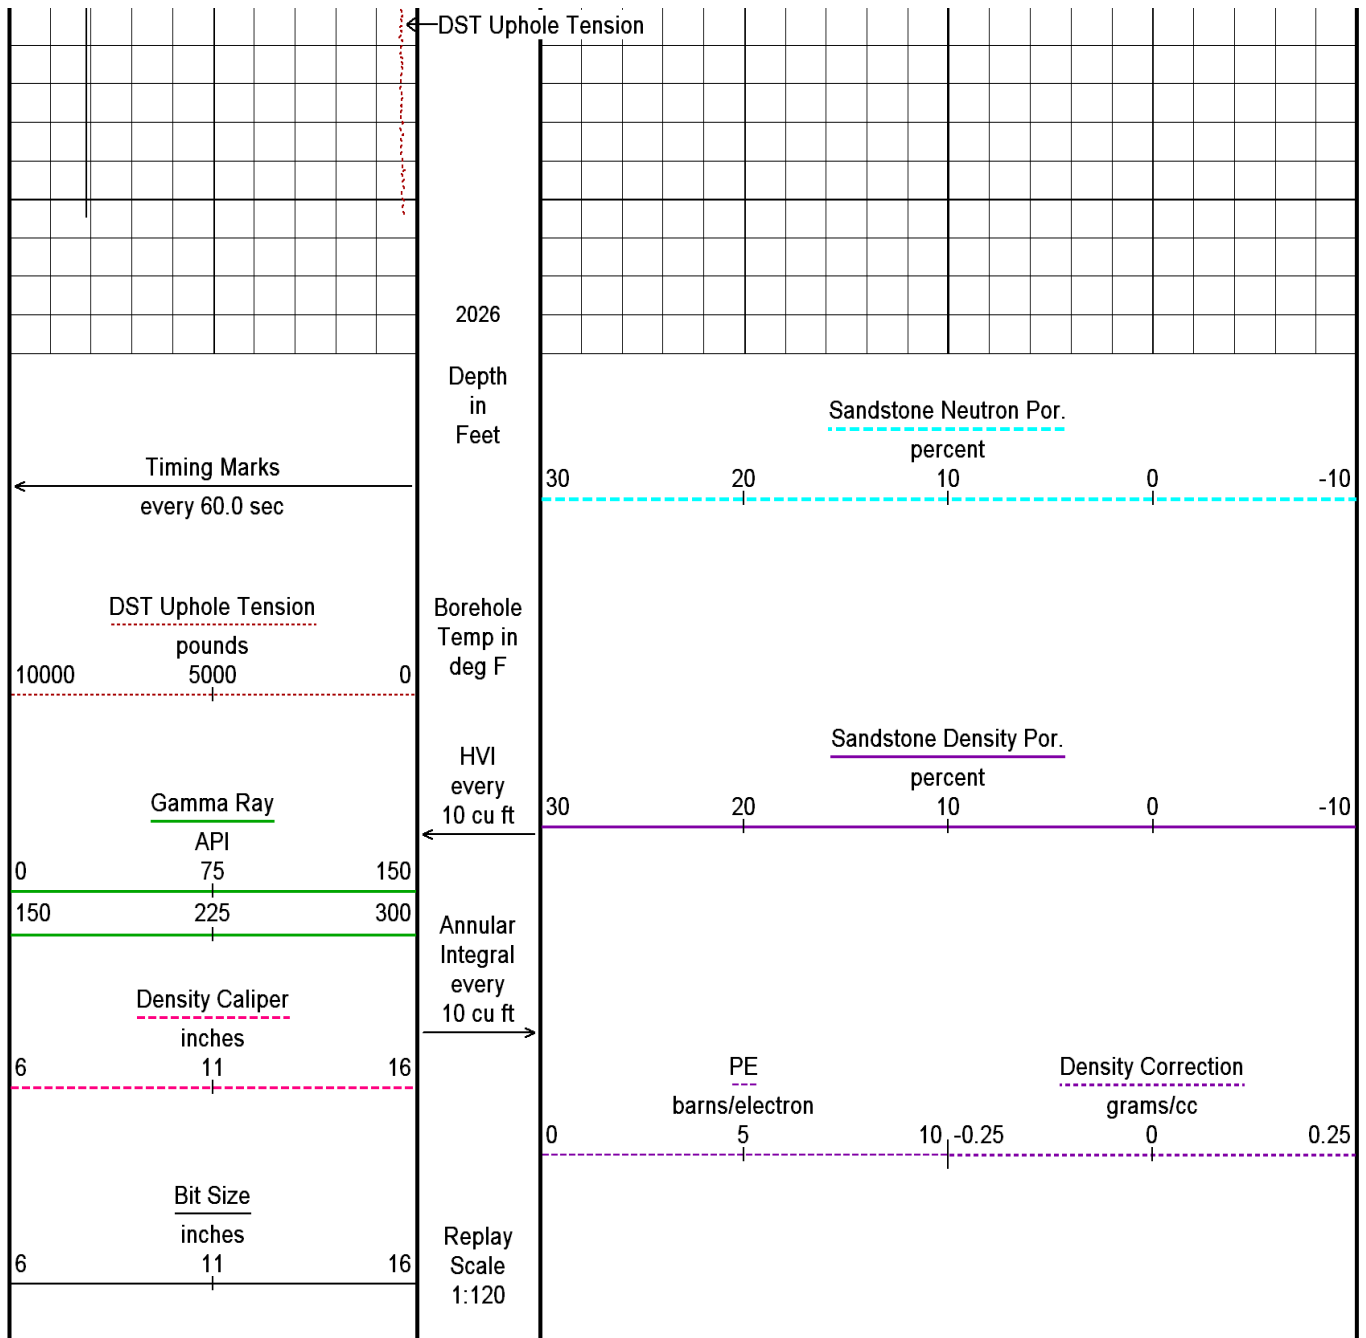 DST Uphole Tension
2026
Depth
in
Feet
Timing Marks
every 60.0 sec
DST Uphole Tension
pounds
10000 5000 0
Gamma Ray
API
0 75 150
150 225 300
Density Caliper
inches
6 11 16
Bit Size
inches
6 11 16
Borehole
Temp in
deg F
HVI
every
10 cu ft
Annular
Integral
every
10 cu ft
Replay
Scale
1:120
Sandstone Neutron Por.
percent
30 20 10 0 -10
Sandstone Density Por.
percent
30 20 10 0 -10
PE
barns/electron
0 5 10
Density Correction
grams/cc
-0.25 0 0.25